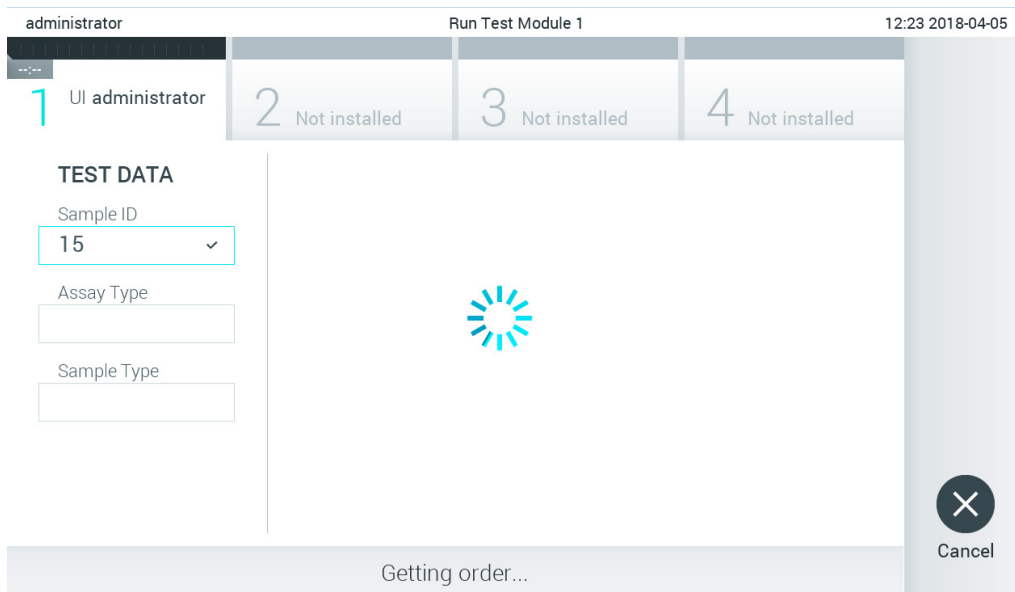 administrator Run Test Module 1 12:23 2018-04-05
--:--
1 UI administrator 2 Not installed 3 Not installed 4 Not installed
TEST DATA
Sample ID
15
Assay Type
Sample Type
Cancel
Getting order...